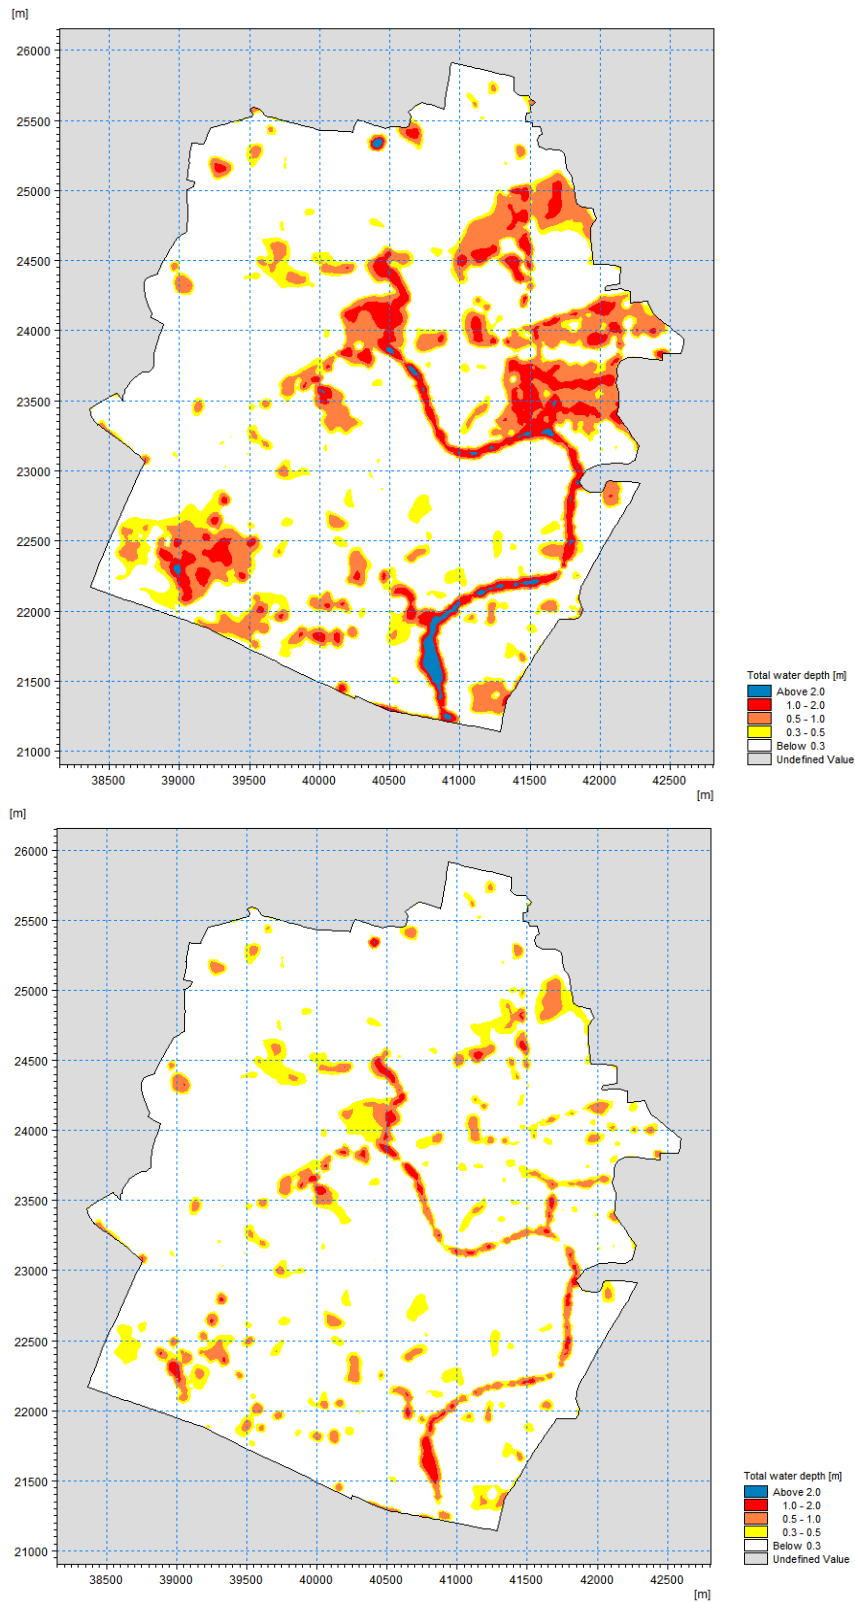 [m]
26000
25500
25000
24500
24000
23500
23000
22500
22000
21500
21000
38500 39000 39500 40000 40500 41000 41500 42000 42500
[m]
Total water depth [m]
Above 2.0
1.0 - 2.0
0.5 - 1.0
0.3 - 0.5
Below 0.3
Undefined Value
[m]
26000
25500
25000
24500
24000
23500
23000
22500
22000
21500
21000
38500 39000 39500 40000 40500 41000 41500 42000 42500
[m]
Total water depth [m]
Above 2.0
1.0 - 2.0
0.5 - 1.0
0.3 - 0.5
Below 0.3
Undefined Value